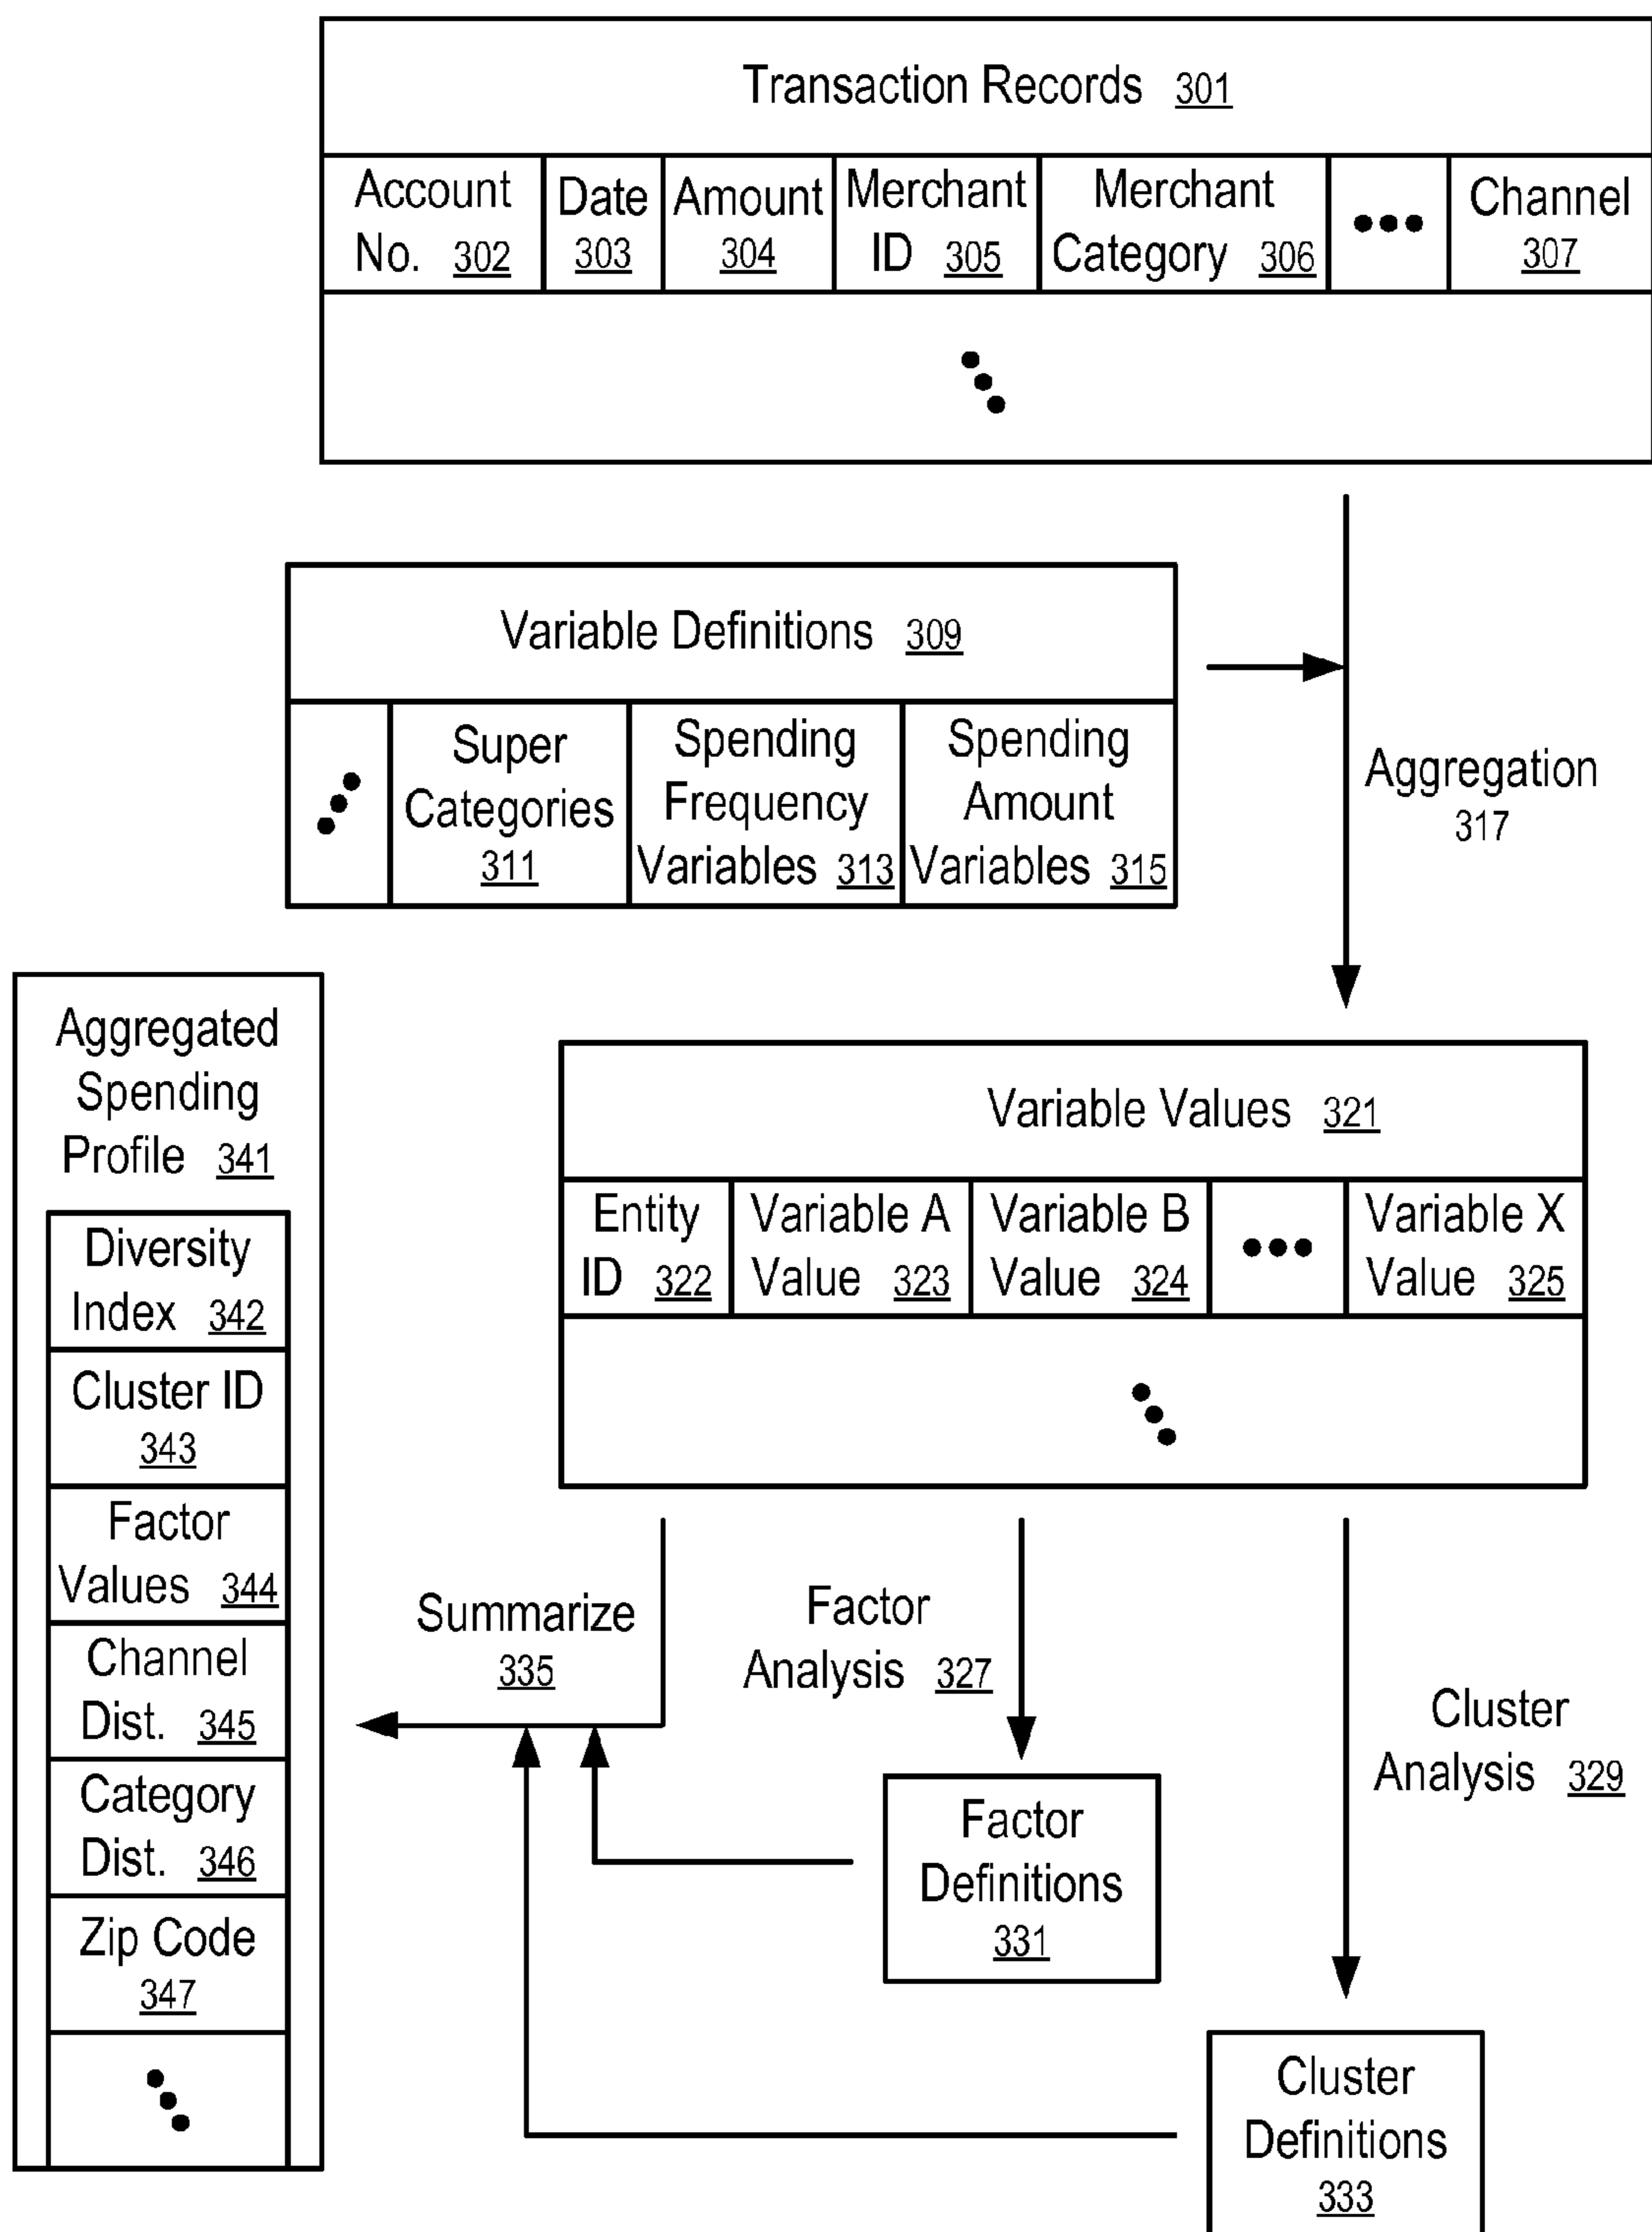 Transaction Records 301
Account
No. 302
Date
303
Amount
304
Merchant
ID 305
Merchant
Category 306
•••
Channel
307
Variable Definitions 309
Super
Categories
311
Spending
Frequency
Variables 313
Spending
Amount
Variables 315
Aggregation
317
Aggregated
Spending
Profile 341
Diversity
Index 342
Cluster ID
343
Factor
Values 344
Channel
Dist. 345
Category
Dist. 346
Zip Code
347
Variable Values 321
Entity
ID 322
Variable A
Value 323
Variable B
Value 324
•••
Variable X
Value 325
Summarize
335
Factor
Analysis 327
Cluster
Analysis 329
Factor
Definitions
331
Cluster
Definitions
333